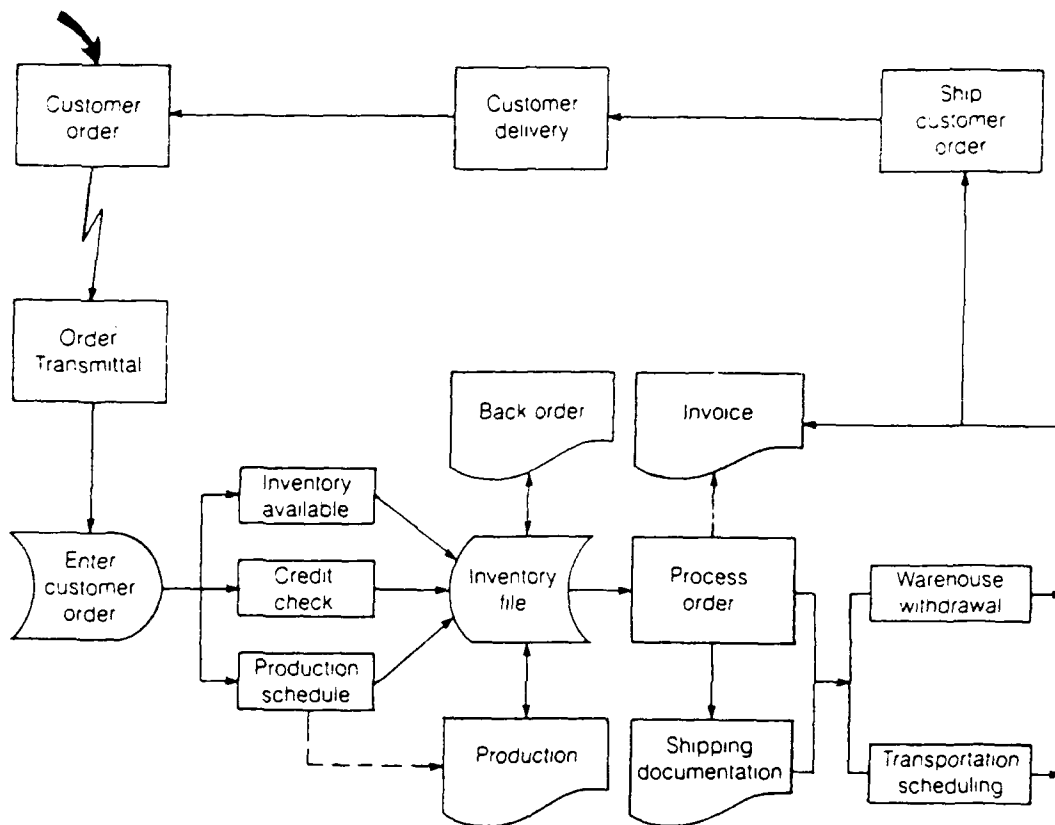 Customer
order
Customer
delivery
Ship
customer
order
Order
Transmittal
Back order
Invoice
Inventory
available
Enter
customer
order
Credit
check
Inventory
file
Process
order
Warehouse
withdrawal
Production
schedule
Production
Shipping
documentation
Transportation
scheduling